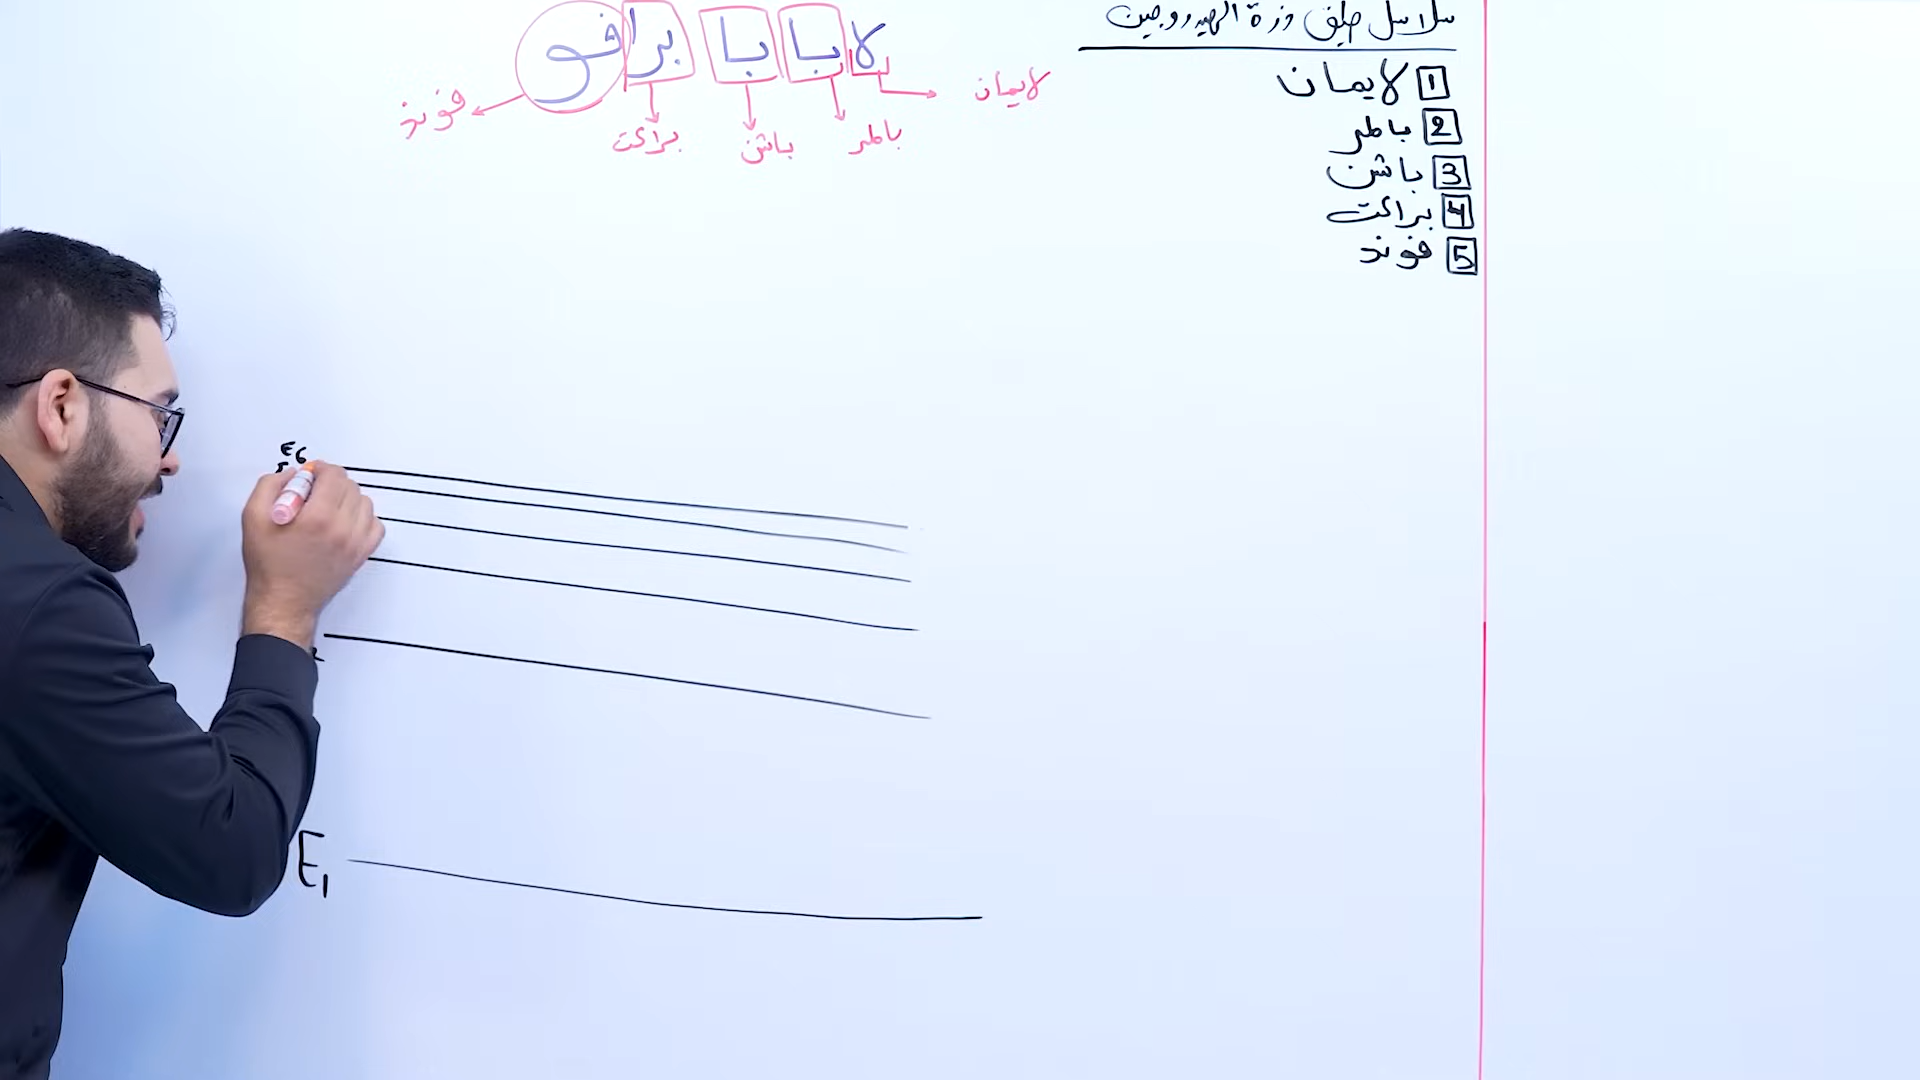 سلاسل طيف ذرة الهيدروجين
1 لايمان
2 بالمر
3 باشن
4 براكت
5 فوند
لا با با برا فو
لايمان
بالمر
باشن
براكت
فوند
E6
E1